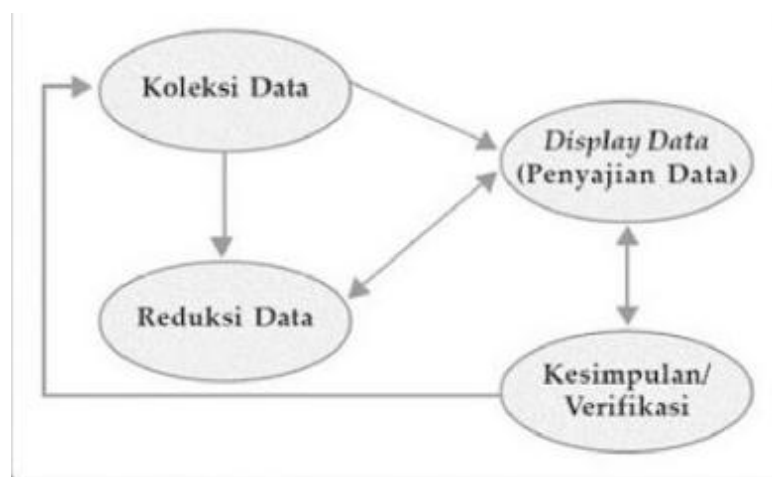 Koleksi Data
Display Data
(Penyajian Data)
Reduksi Data
Kesimpulan/
Verifikasi